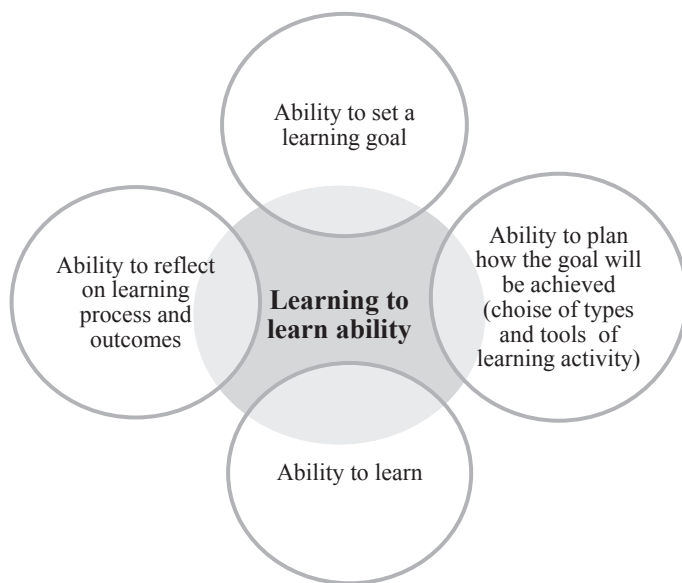 Ability to set a
learning goal
Ability to reflect
on learning
process and
outcomes
Learning to
learn ability
Ability to plan
how the goal will
be achieved
(choise of types
and tools of
learning activity)
Ability to learn